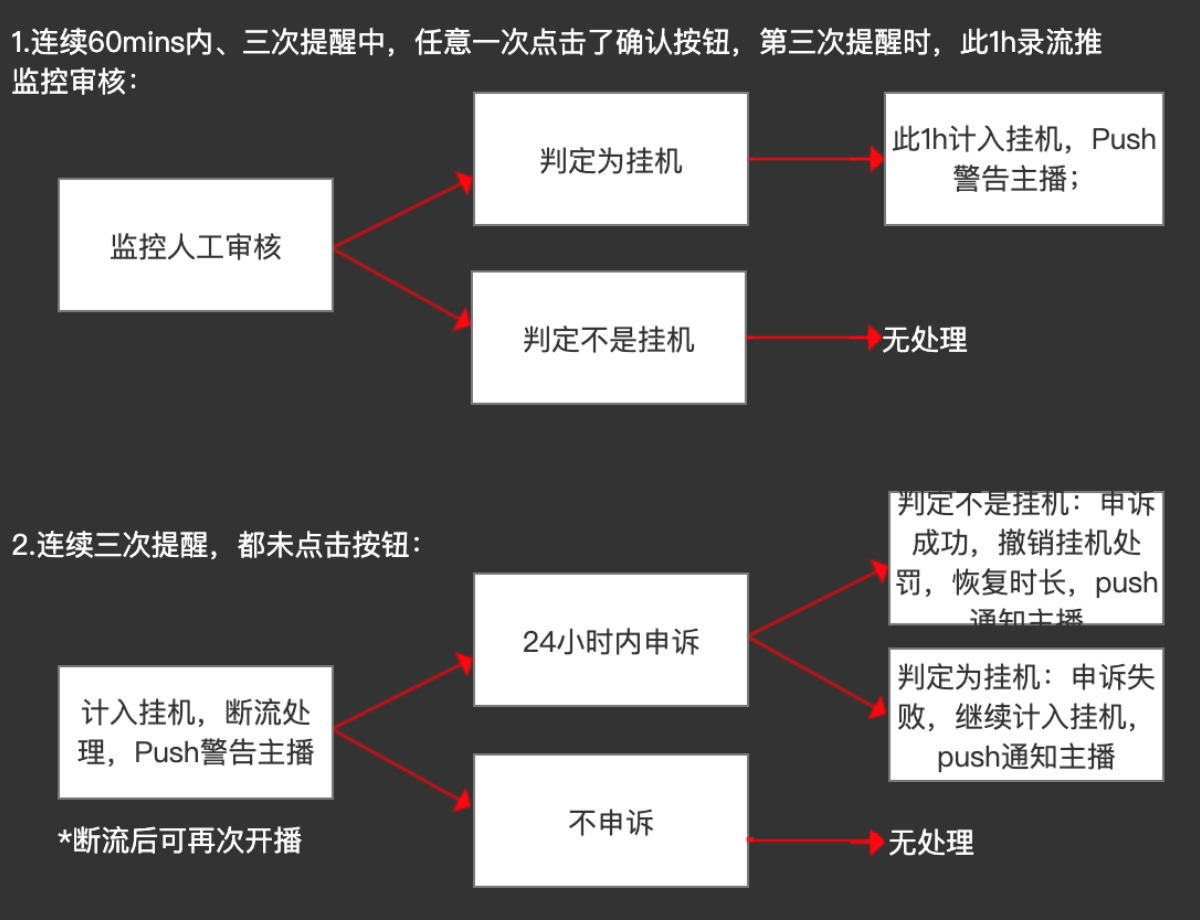 1.连续60mins内、三次提醒中，任意一次点击了确认按钮，第三次提醒时，此1h录流推
监控审核：
判定为挂机
此1h计入挂机，Push
警告主播；
监控人工审核
判定不是挂机
无处理
2.连续三次提醒，都未点击按钮：
判定不是挂机：申诉
成功，撤销挂机处
罚，恢复时长，push
通知主播
24小时内申诉
计入挂机，断流处
理，Push警告主播
判定为挂机：申诉失
败，继续计入挂机，
push通知主播
*断流后可再次开播
不申诉
无处理